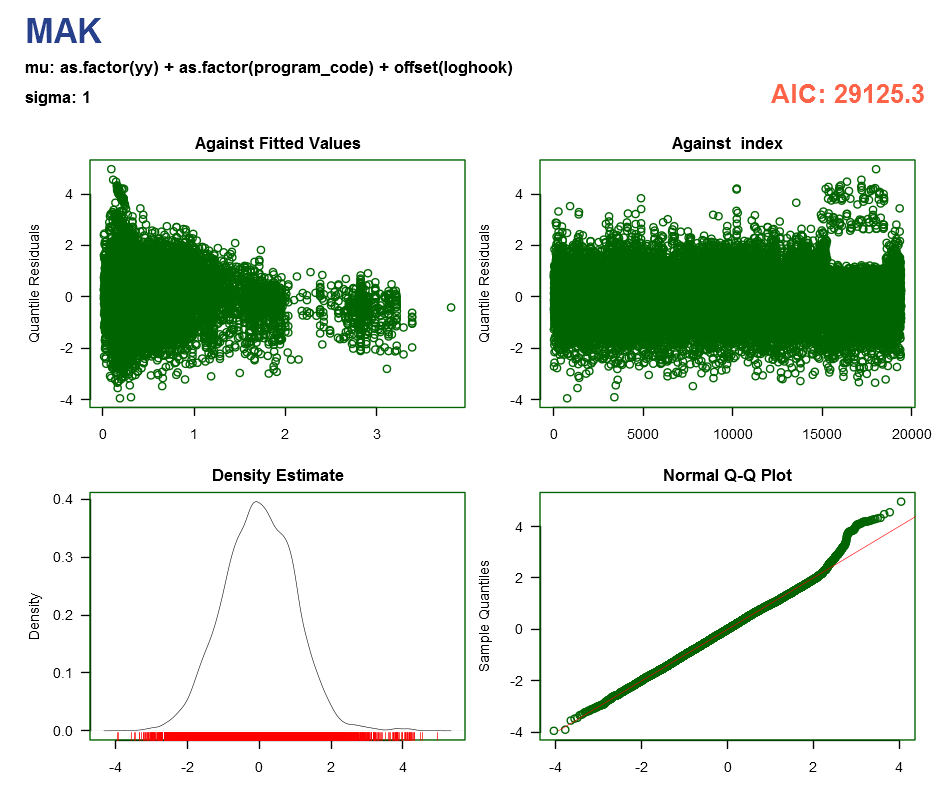 MAK
mu: as.factor(yy) + as.factor(program_code) + offset(loghook)
sigma: 1
AIC: 29125.3
Against Fitted Values
Quantile Residuals
4
2
0
-2
-4
0 1 2 3
Against  index
Quantile Residuals
4
2
0
-2
-4
0 5000 10000 15000 20000
Density Estimate
Density
0.4
0.3
0.2
0.1
0.0
-4 -2 0 2 4
Normal Q-Q Plot
Sample Quantiles
4
2
0
-2
-4
-4 -2 0 2 4